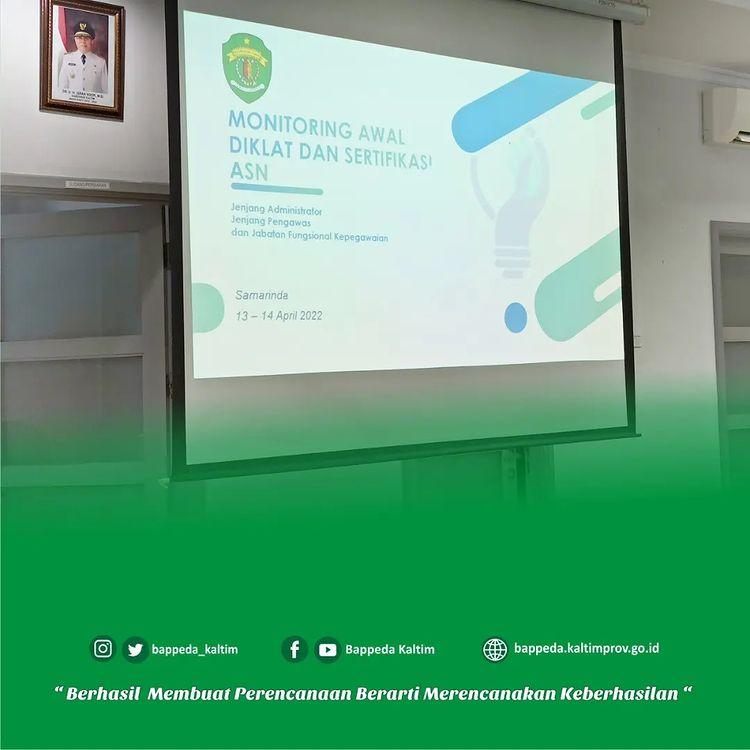 MONITORING AWAL
DIKLAT DAN SERTIFIKASI
ASN
Jenjang Administrator
Jenjang Pengawas
dan Jabatan Fungsional Kepegawaian
Samarinda
13 – 14 April 2022
bappeda_kaltim
Bappeda Kaltim
bappeda.kaltimprov.go.id
“ Berhasil Membuat Perencanaan Berarti Merencanakan Keberhasilan “